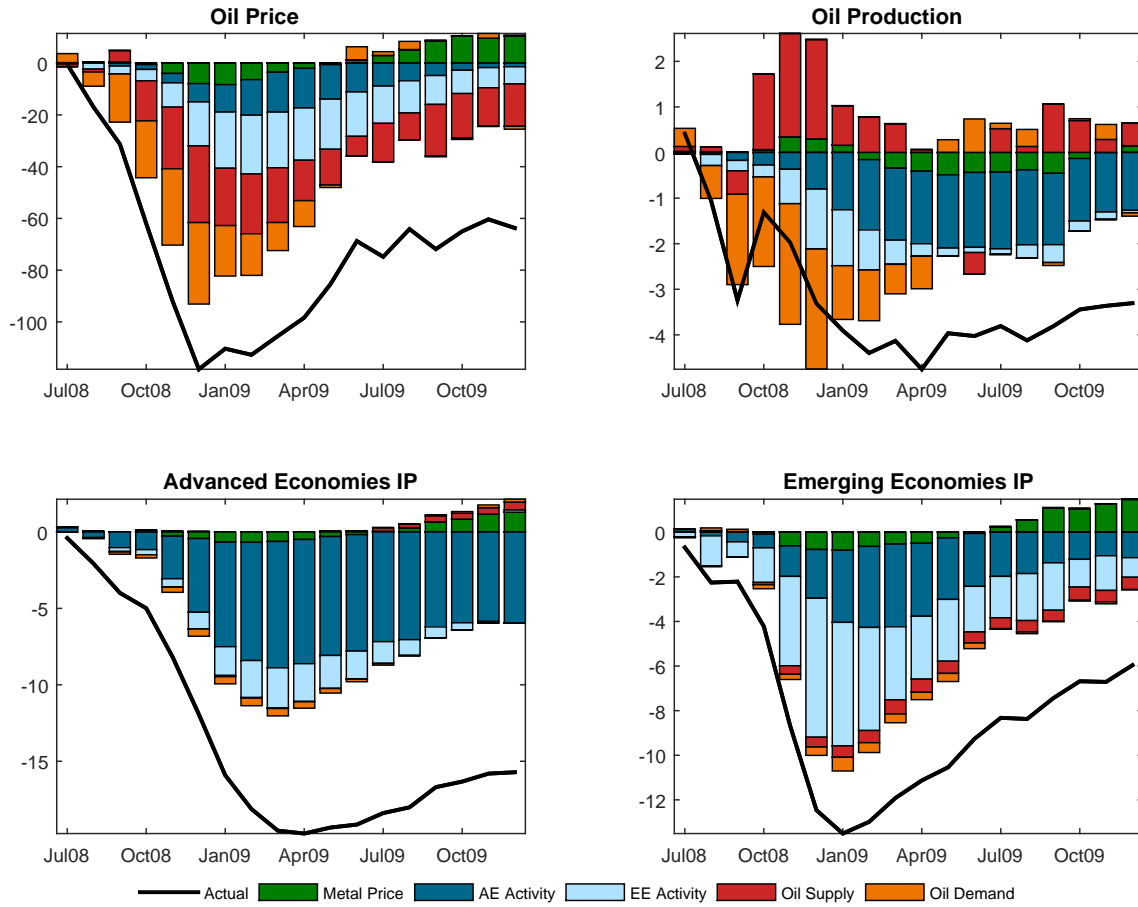 Oil Price
0
-20
-40
-60
-80
-100
Jul08 Oct08 Jan09 Apr09 Jul09 Oct09
Oil Production
2
1
0
-1
-2
-3
-4
Jul08 Oct08 Jan09 Apr09 Jul09 Oct09
Advanced Economies IP
0
-5
-10
-15
Jul08 Oct08 Jan09 Apr09 Jul09 Oct09
Emerging Economies IP
0
-2
-4
-6
-8
-10
-12
Jul08 Oct08 Jan09 Apr09 Jul09 Oct09
Actual Metal Price AE Activity EE Activity Oil Supply Oil Demand